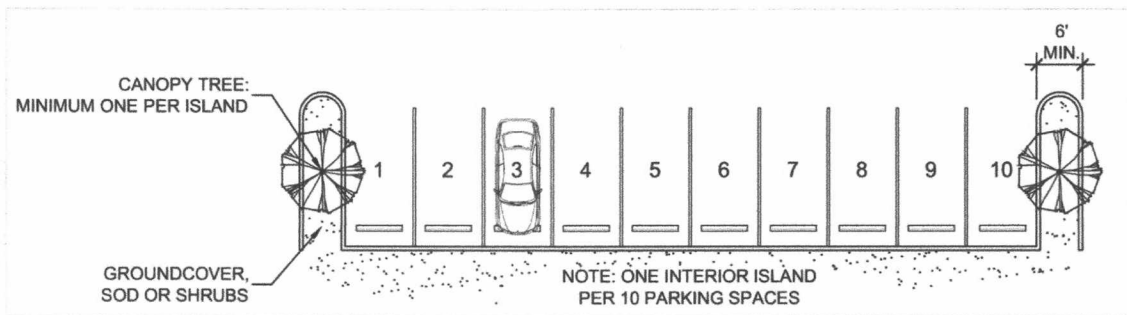 6'
MIN.
CANOPY TREE:
MINIMUM ONE PER ISLAND
1 2 3 4 5 6 7 8 9 10
GROUNDCOVER,
SOD OR SHRUBS
NOTE: ONE INTERIOR ISLAND
PER 10 PARKING SPACES